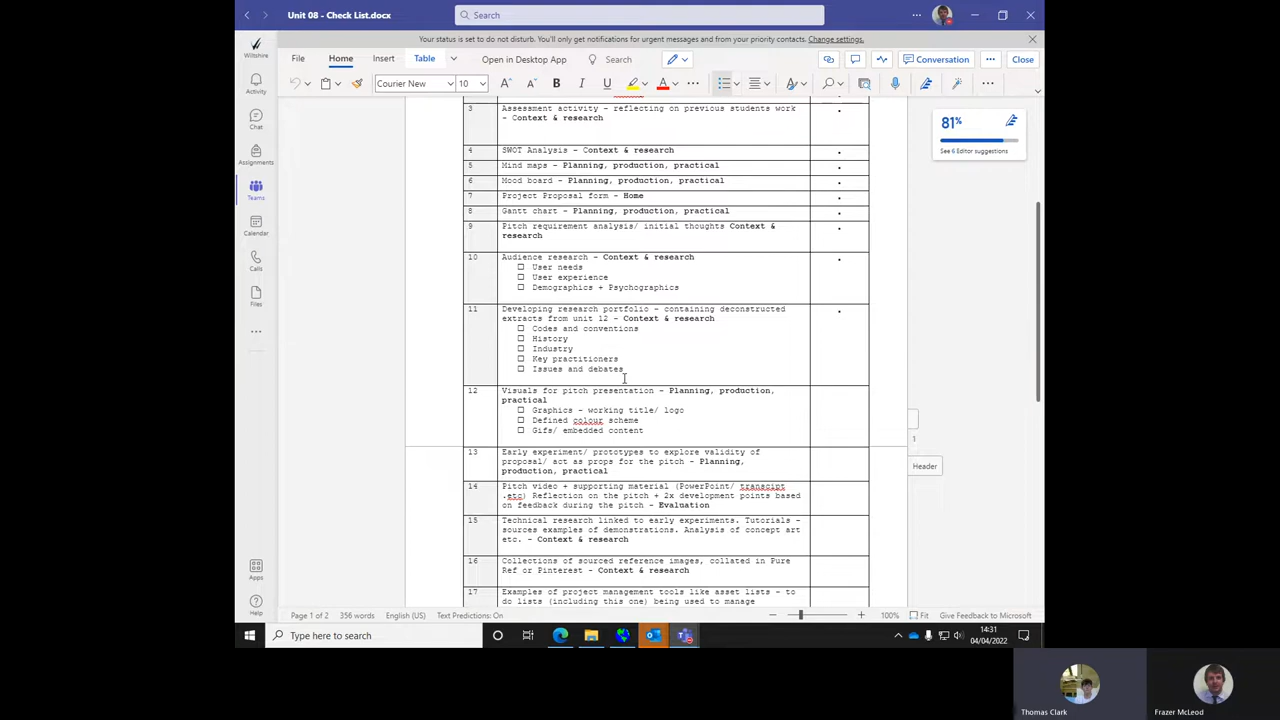 Unit 08 - Check List.docx
Search
Wiltshire
Your status is set to do not disturb. You'll only get notifications for urgent messages and from your priority contacts. Change settings.
File
Home
Insert
Table
Open in Desktop App
Search
Conversation
Close
Courier New
10
B
I
U
A
Activity
Chat
Assignments
Teams
Calendar
Calls
Files
Apps
Help
81%
See 6 Editor suggestions
3 Assessment activity - reflecting on previous students work
- Context & research
4 SWOT Analysis - Context & research
5 Mind maps - Planning, production, practical
6 Mood board - Planning, production, practical
7 Project Proposal form - Home
8 Gantt chart - Planning, production, practical
9 Pitch requirement analysis/ initial thoughts Context &
research
10 Audience research - Context & research
User needs
User experience
Demographics + Psychographics
11 Developing research portfolio - containing deconstructed
extracts from unit 12 - Context & research
Codes and conventions
History
Industry
Key practitioners
Issues and debates
12 Visuals for pitch presentation - Planning, production,
practical
Graphics - working title/ logo
Defined colour scheme
Gifs/ embedded content
13 Early experiment/ prototypes to explore validity of
proposal/ act as props for the pitch - Planning,
production, practical
14 Pitch video + supporting material (PowerPoint/ transcipt
.etc) Reflection on the pitch + 2x development points based
on feedback during the pitch - Evaluation
15 Technical research linked to early experiments. Tutorials -
sources examples of demonstrations. Analysis of concept art
etc. - Context & research
16 Collections of sourced reference images, collated in Pure
Ref or Pinterest - Context & research
17 Examples of project management tools like asset lists - to
do lists (including this one) being used to manage
1
Header
Page 1 of 2
356 words
English (US)
Text Predictions: On
100%
Fit
Give Feedback to Microsoft
Type here to search
14:31
04/04/2022
Thomas Clark
Frazer McLeod